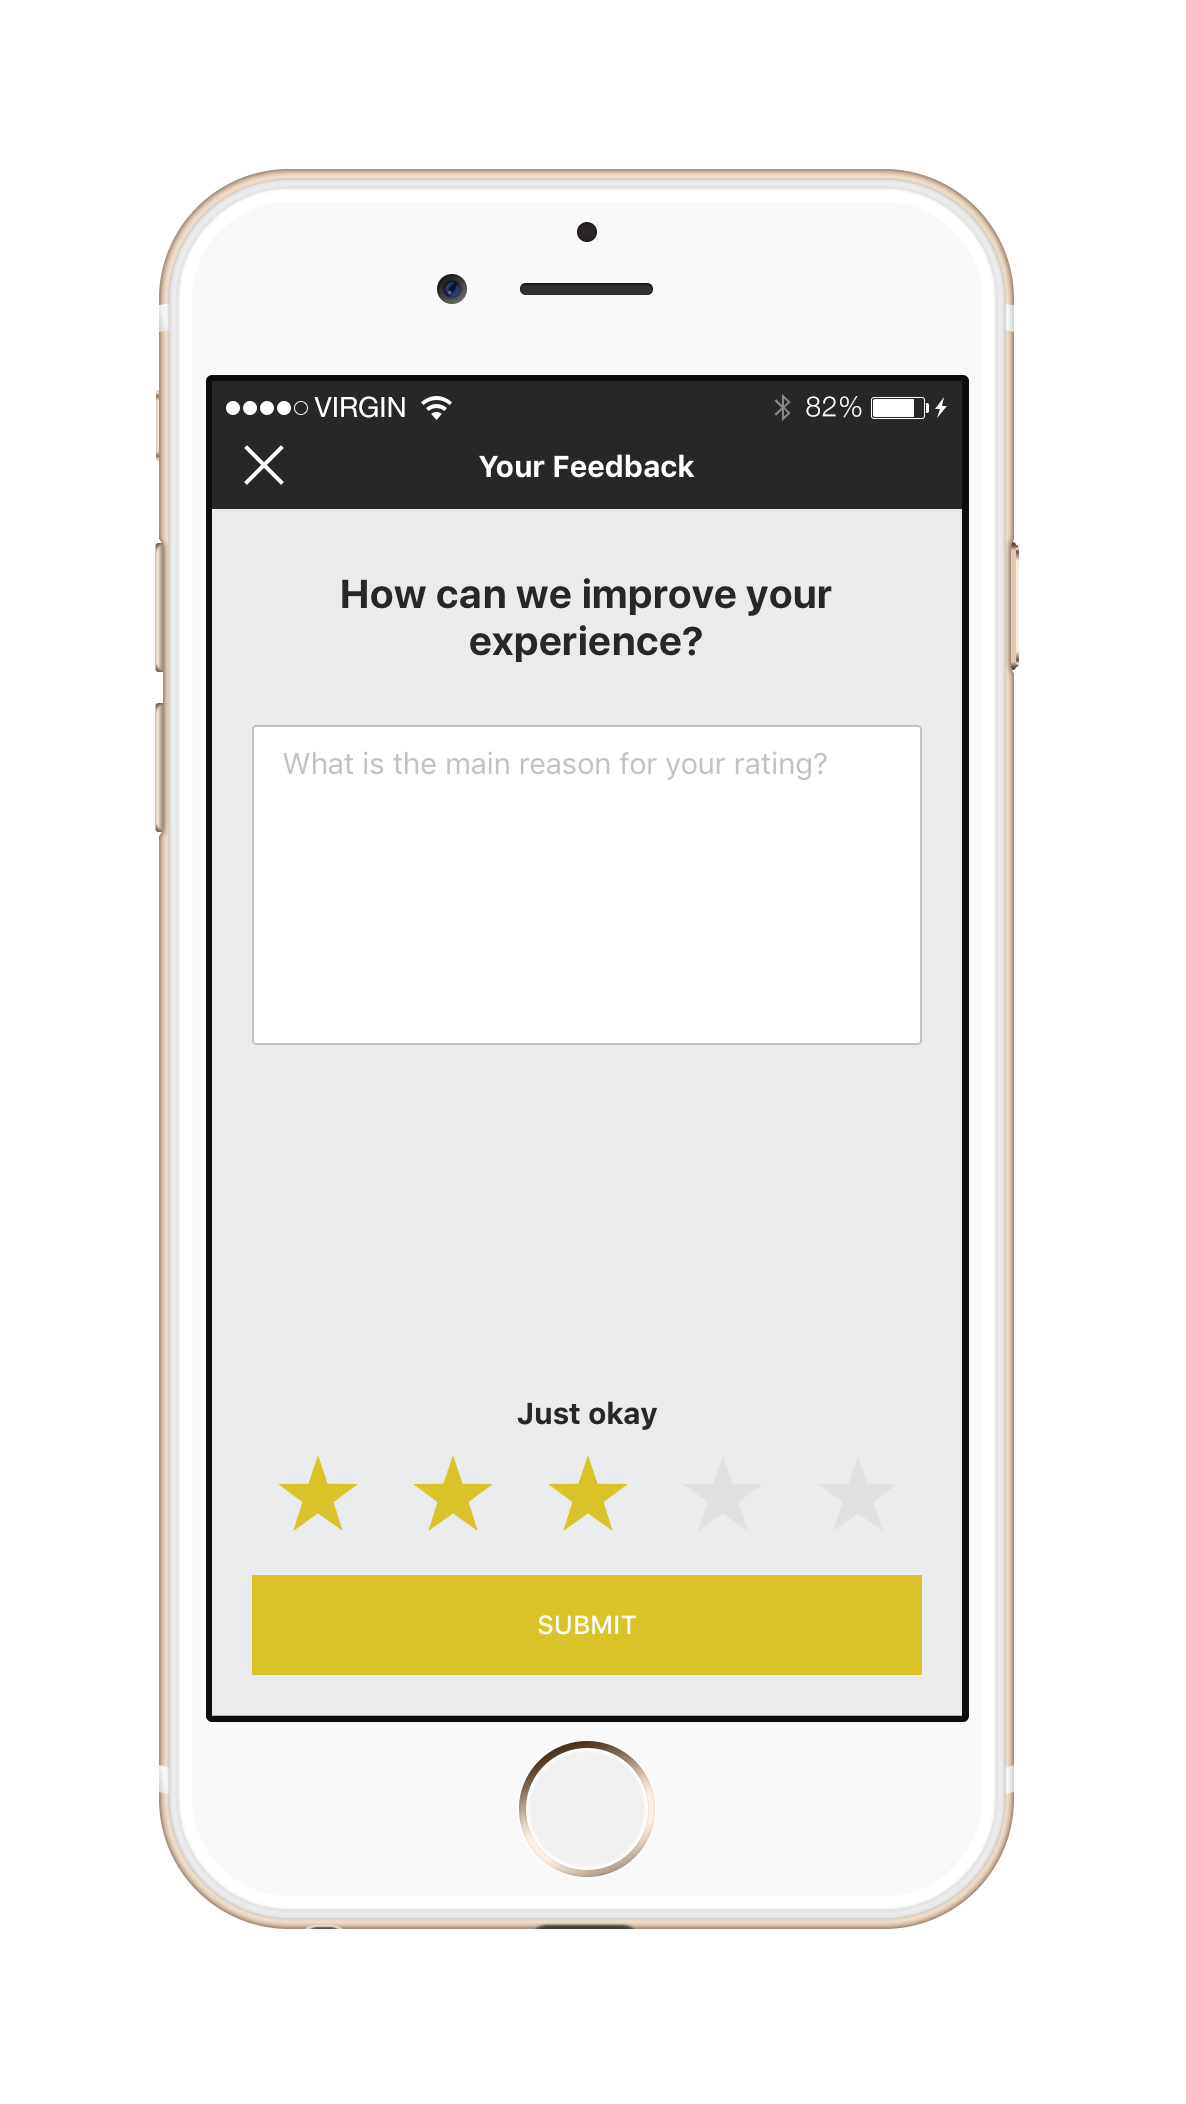 VIRGIN 82%
Your Feedback
How can we improve your
experience?
What is the main reason for your rating?
Just okay
SUBMIT